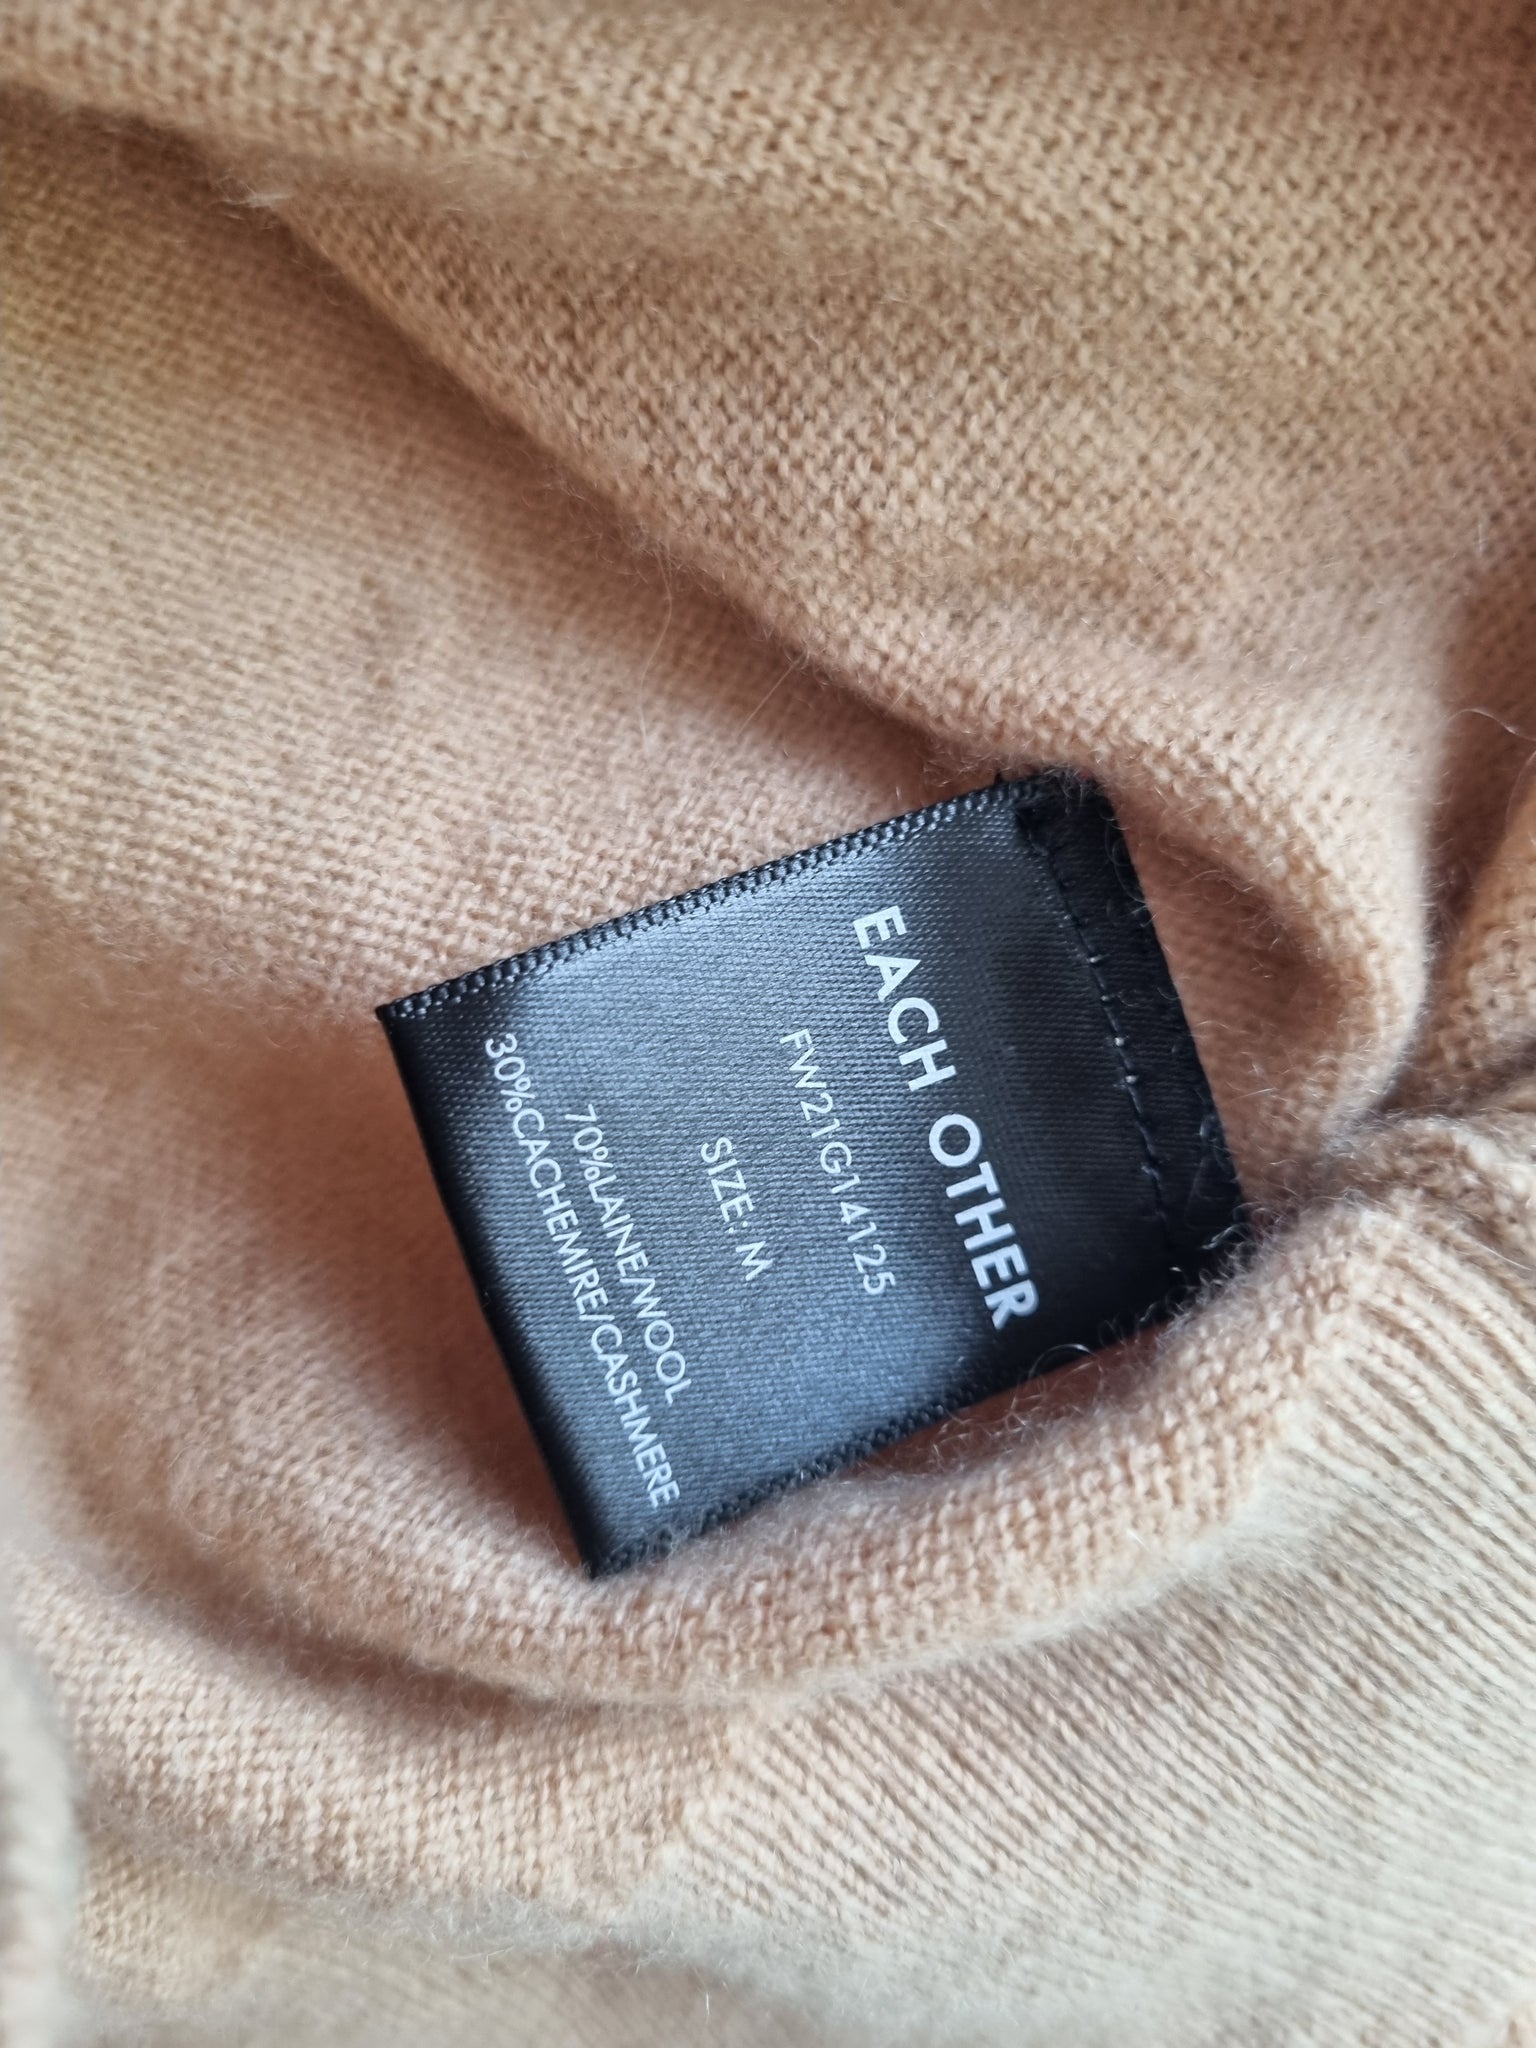 EACH OTHER
FW21G14125
SIZE: M
70%LAINE/WOOL
30%CACHEMIRE/CASHMERE